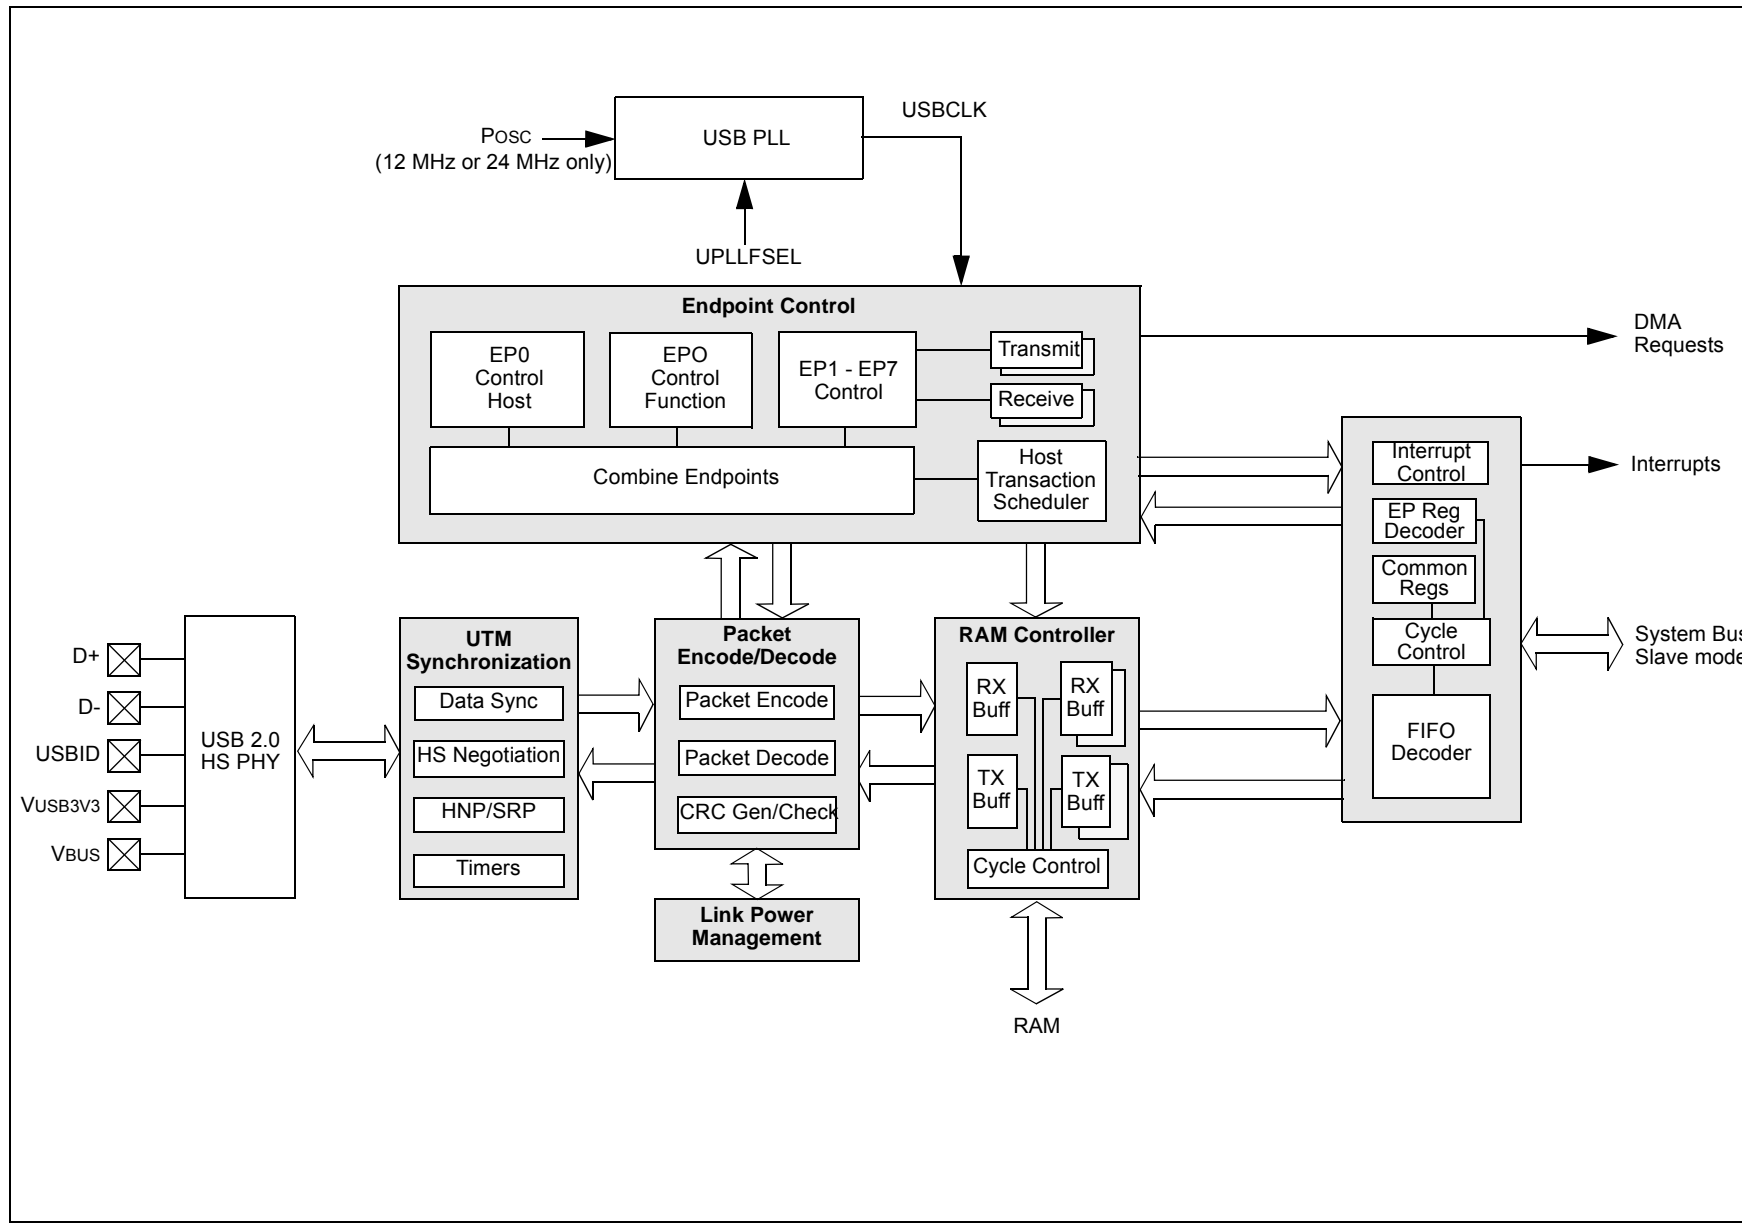 USBCLK
POSC
(12 MHz or 24 MHz only)
USB PLL
UPLLFSEL
Endpoint Control
EP0
Control
Host
EPO
Control
Function
EP1 - EP7
Control
Transmit
Receive
Combine Endpoints
Host
Transaction
Scheduler
DMA
Requests
Interrupt
Control
Interrupts
EP Reg
Decoder
Common
Regs
Cycle
Control
FIFO
Decoder
System Bus
Slave mode
D+
D-
USBID
VUSB3V3
VBUS
USB 2.0
HS PHY
UTM
Synchronization
Data Sync
HS Negotiation
HNP/SRP
Timers
Packet
Encode/Decode
Packet Encode
Packet Decode
CRC Gen/Check
Link Power
Management
RAM Controller
RX
Buff
RX
Buff
TX
Buff
TX
Buff
Cycle Control
RAM